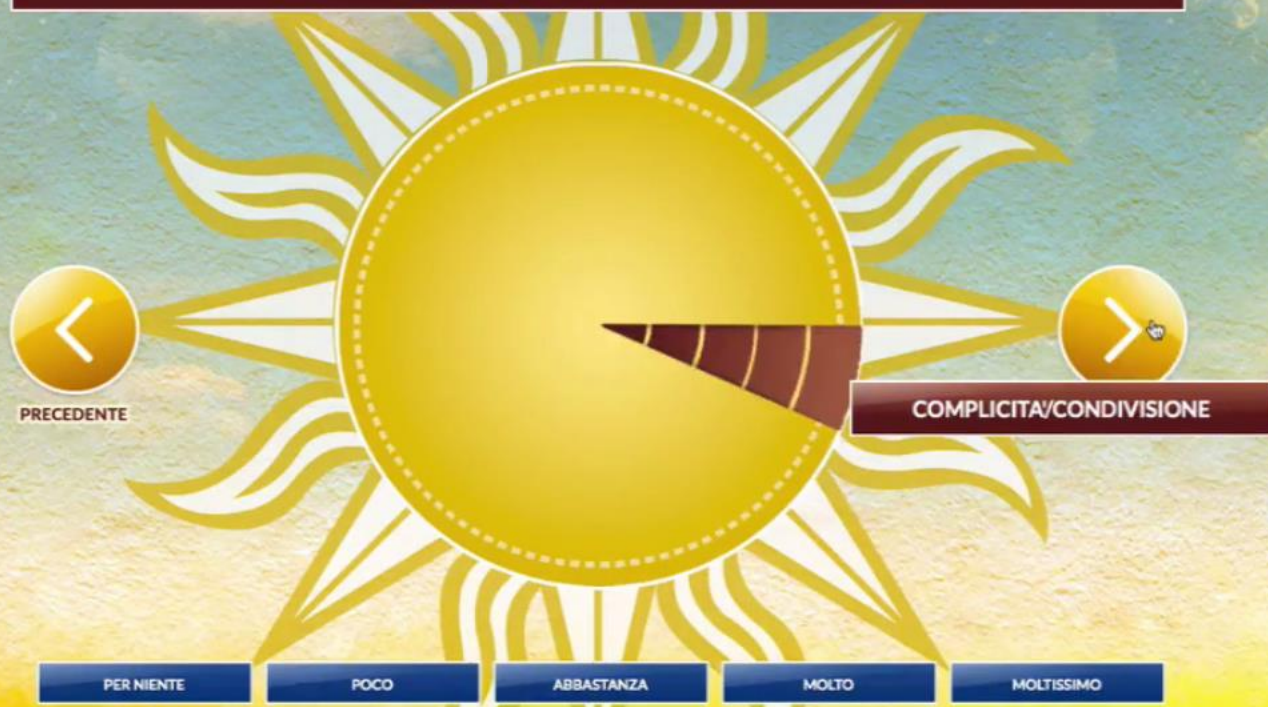 PRECEDENTE
COMPLICITA'/CONDIVISIONE
PER NIENTE
POCO
ABBASTANZA
MOLTO
MOLTISSIMO